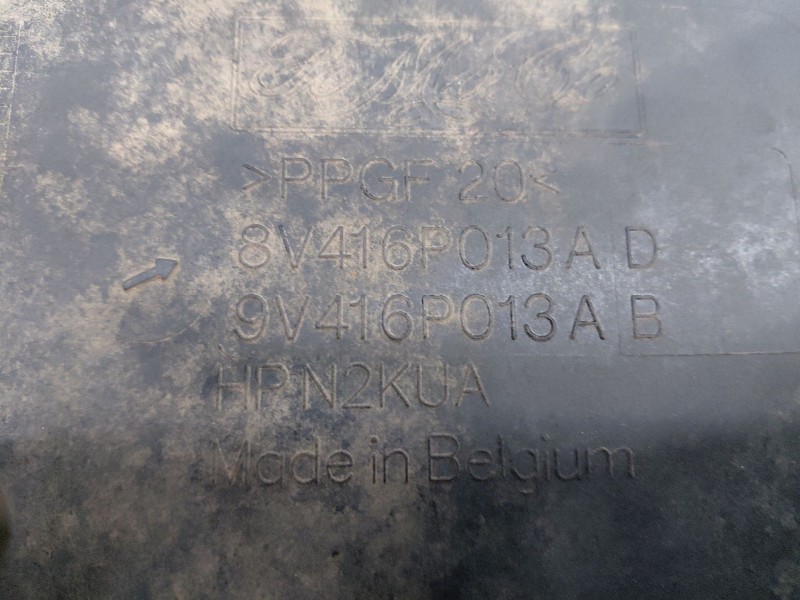 >PPGF 20<
8V416P013A D
9V416P013A B
HPN2KUA
Made in Belgium